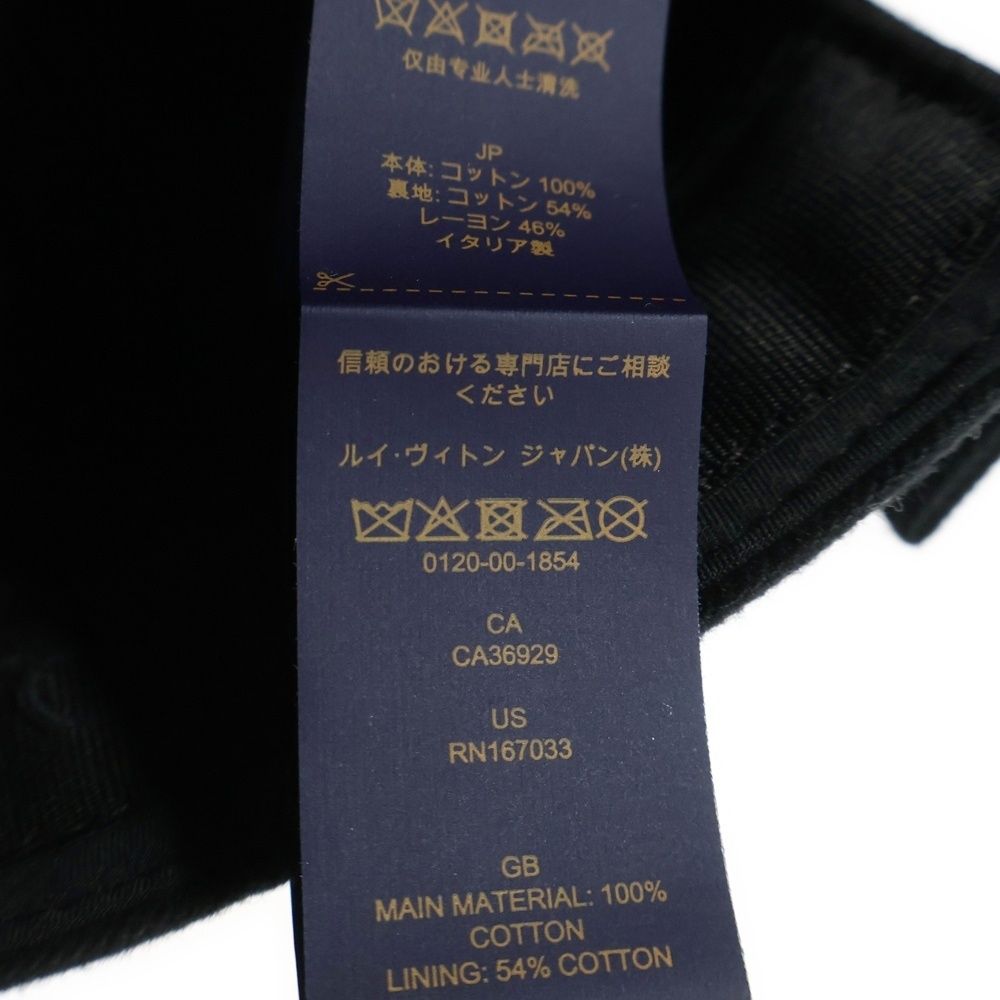 仅由专业人士清洗
JP
本体: コットン 100%
裏地: コットン 54%
レーヨン 46%
イタリア製
信頼のおける専門店にご相談
ください
ルイ·ヴィトン ジャパン(株)
0120-00-1854
CA
CA36929
US
RN167033
GB
MAIN MATERIAL: 100%
COTTON
LINING: 54% COTTON